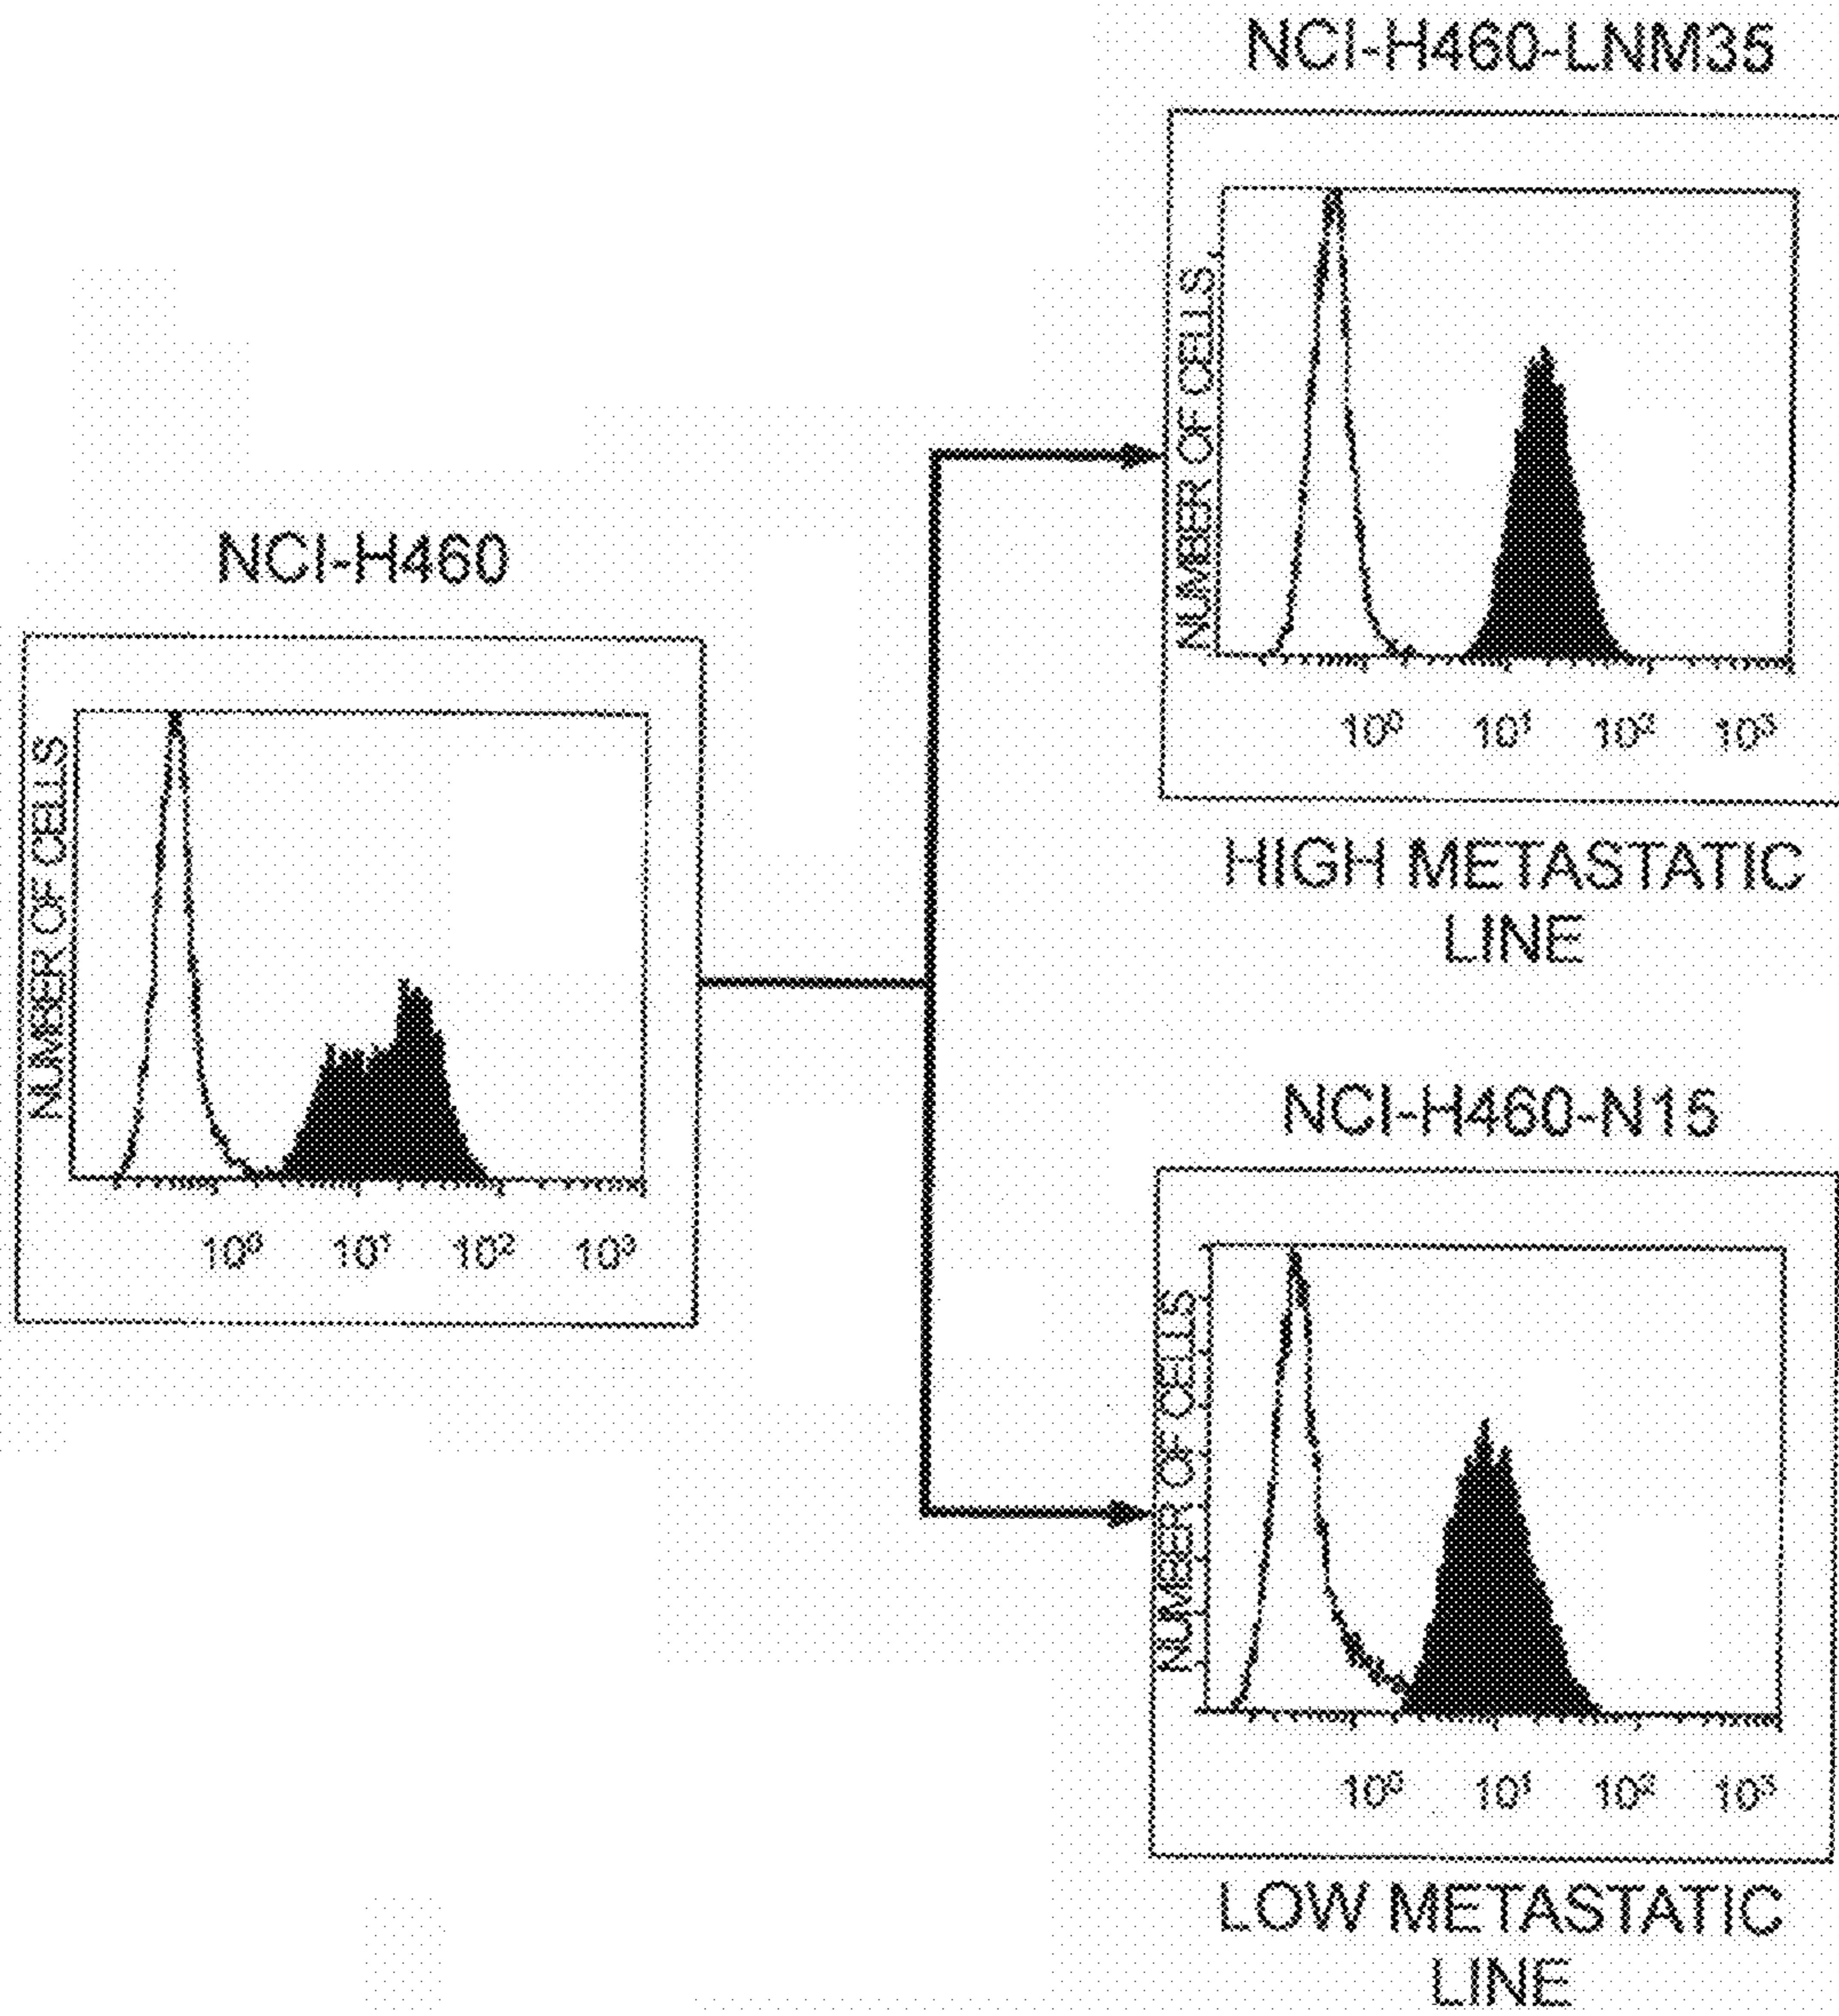 NCI-H460
NUMBER OF CELLS
10⁰ 10¹ 10² 10³
NCI-H460-LNM35
NUMBER OF CELLS
10⁰ 10¹ 10² 10³
HIGH METASTATIC
LINE
NCI-H460-N15
NUMBER OF CELLS
10⁰ 10¹ 10² 10³
LOW METASTATIC
LINE